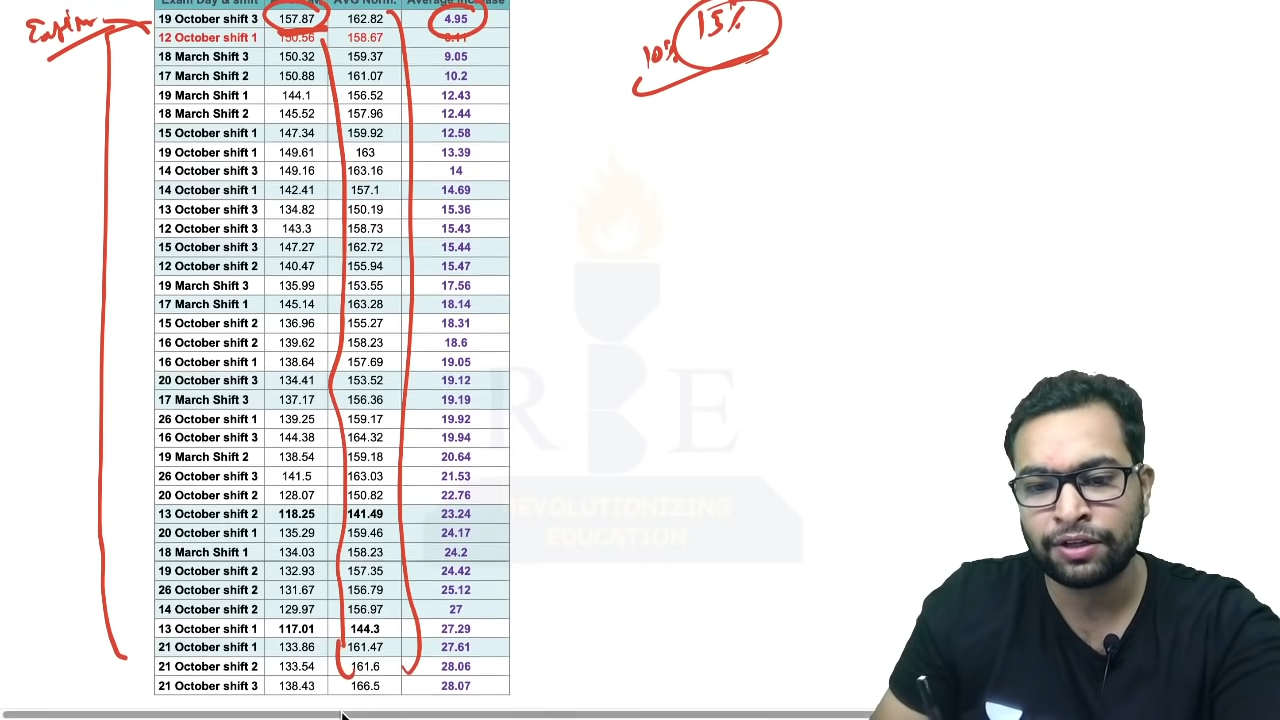 Exam Day & shift AVG Norm. Average Increase
19 October shift 3 157.87 162.82 4.95
12 October shift 1 150.56 158.67 8.11
18 March Shift 3 150.32 159.37 9.05
17 March Shift 2 150.88 161.07 10.2
19 March Shift 1 144.1 156.52 12.43
18 March Shift 2 145.52 157.96 12.44
15 October shift 1 147.34 159.92 12.58
19 October shift 1 149.61 163 13.39
14 October shift 3 149.16 163.16 14
14 October shift 1 142.41 157.1 14.69
13 October shift 3 134.82 150.19 15.36
12 October shift 3 143.3 158.73 15.43
15 October shift 3 147.27 162.72 15.44
12 October shift 2 140.47 155.94 15.47
19 March Shift 3 135.99 153.55 17.56
17 March Shift 1 145.14 163.28 18.14
15 October shift 2 136.96 155.27 18.31
16 October shift 2 139.62 158.23 18.6
16 October shift 1 138.64 157.69 19.05
20 October shift 3 134.41 153.52 19.12
17 March Shift 3 137.17 156.36 19.19
26 October shift 1 139.25 159.17 19.92
16 October shift 3 144.38 164.32 19.94
19 March Shift 2 138.54 159.18 20.64
26 October shift 3 141.5 163.03 21.53
20 October shift 2 128.07 150.82 22.76
13 October shift 2 118.25 141.49 23.24
20 October shift 1 135.29 159.46 24.17
18 March Shift 1 134.03 158.23 24.2
19 October shift 2 132.93 157.35 24.42
26 October shift 2 131.67 156.79 25.12
14 October shift 2 129.97 156.97 27
13 October shift 1 117.01 144.3 27.29
21 October shift 1 133.86 161.47 27.61
21 October shift 2 133.54 161.6 28.06
21 October shift 3 138.43 166.5 28.07
15%
10%
R B E
REVOLUTIONIZING
EDUCATION